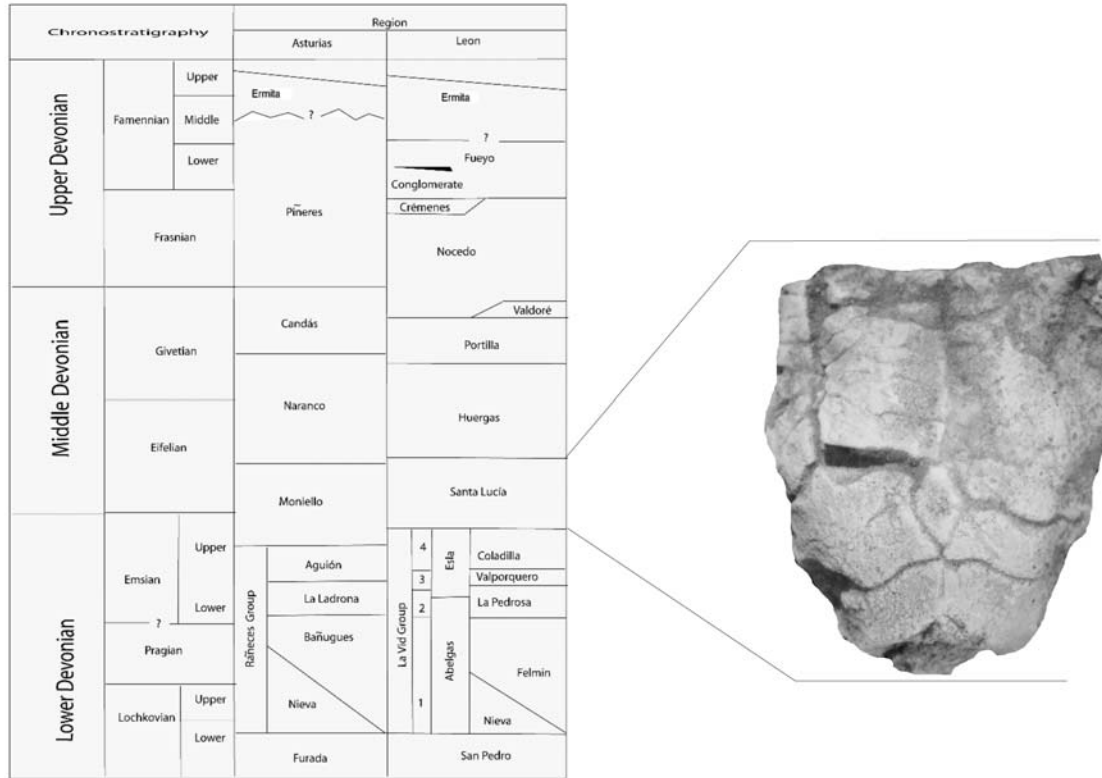 Chronostratigraphy
Region
Asturias
Leon
Upper Devonian
Famennian
Upper
Middle
Lower
Frasnian
Ermita
?
Piñeres
Ermita
?
Fueyo
Conglomerate
Crémenes
Nocedo
Valdoré
Middle Devonian
Givetian
Eifelian
Candás
Naranco
Moniello
Portilla
Huergas
Santa Lucía
Lower Devonian
Emsian
Upper
Lower
?
Pragian
Lochkovian
Upper
Lower
Rañeces Group
Aguión
La Ladrona
Bañugues
Nieva
Furada
La Vid Group
4
3
2
1
Esla
Abelgas
Coladilla
Valporquero
La Pedrosa
Felmin
Nieva
San Pedro